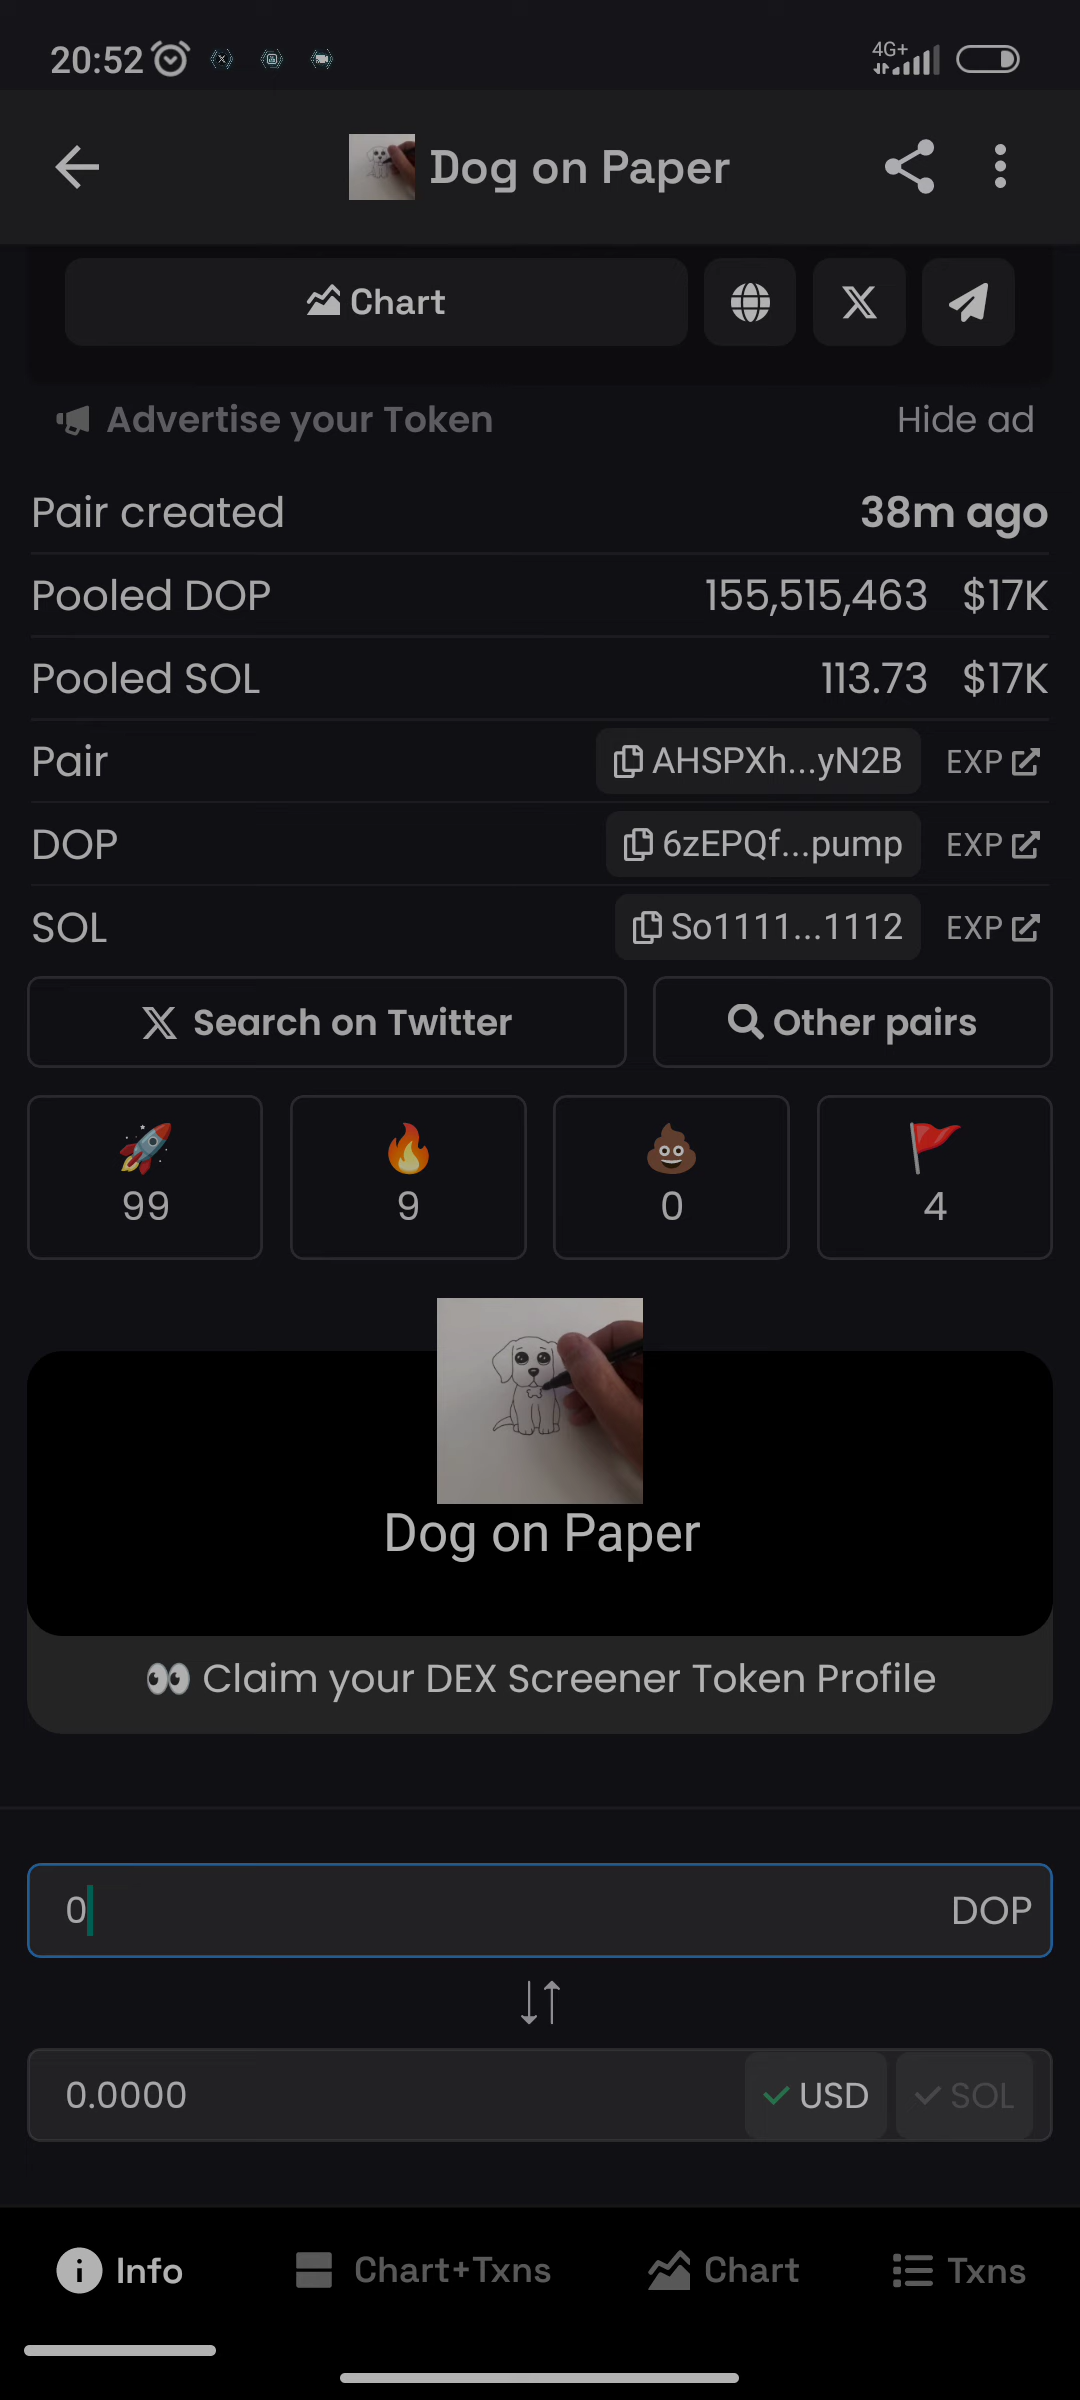 20:52 4G+
Dog on Paper
Chart
Advertise your Token Hide ad
Pair created 38m ago
Pooled DOP 155,515,463 $17K
Pooled SOL 113.73 $17K
Pair AHSPXh...yN2B EXP
DOP 6zEPQf...pump EXP
SOL So1111...1112 EXP
Search on Twitter Other pairs
99 9 0 4
Dog on Paper
Claim your DEX Screener Token Profile
0 DOP
0.0000 USD SOL
Info Chart+Txns Chart Txns